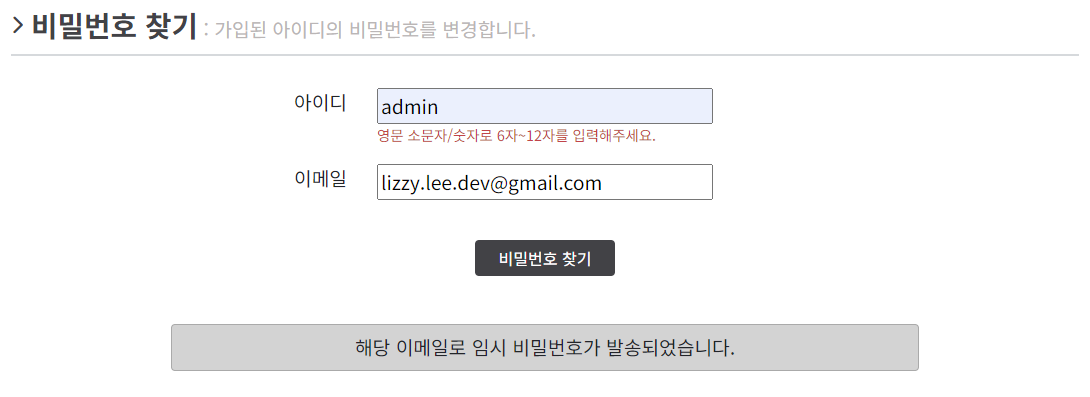 > 비밀번호 찾기 : 가입된 아이디의 비밀번호를 변경합니다.
아이디 admin
영문 소문자/숫자로 6자~12자를 입력해주세요.
이메일 lizzy.lee.dev@gmail.com
비밀번호 찾기
해당 이메일로 임시 비밀번호가 발송되었습니다.